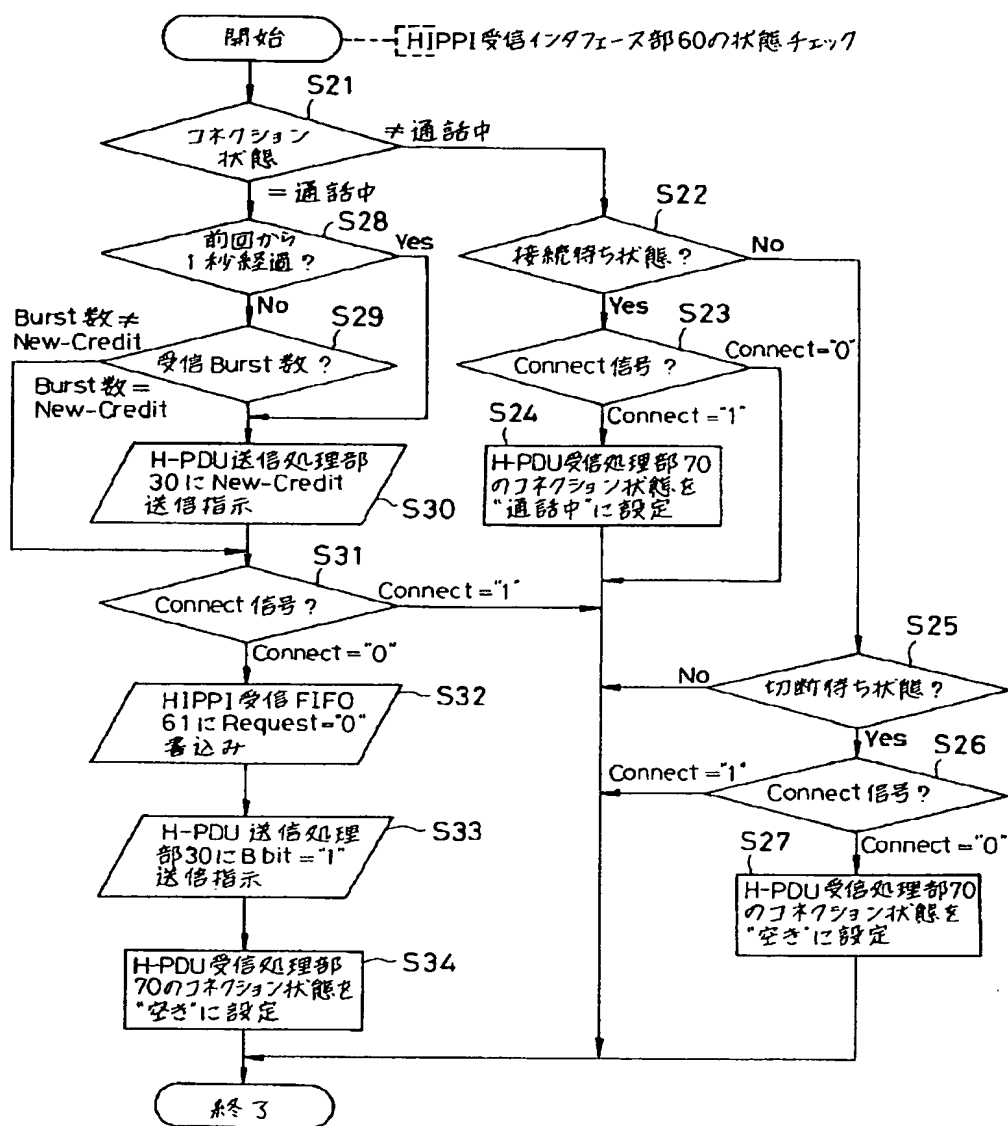 開始
HIPPI受信インタフェース部60の状態チェック
S21
コネクション
状態
≠通話中
=通話中
S28
前回から
1秒経過?
Yes
No
S22
接続待ち状態?
No
Yes
Burst数≠
New-Credit
S29
受信Burst数?
Burst数=
New-Credit
S23
Connect信号?
Connect="0"
Connect="1"
S24
H-PDU受信処理部70
のコネクション状態を
"通話中"に設定
H-PDU送信処理部
30にNew-Credit
送信指示
S30
S31
Connect信号?
Connect="1"
Connect="0"
S25
切断待ち状態?
No
Yes
HIPPI受信FIFO
61にRequest="0"
書込み
S32
S26
Connect信号?
Connect="1"
Connect="0"
H-PDU送信処理
部30にBbit="1"
送信指示
S33
S27
H-PDU受信処理部70
のコネクション状態を
"空き"に設定
H-PDU受信処理部
70のコネクション状態を
"空き"に設定
S34
終了